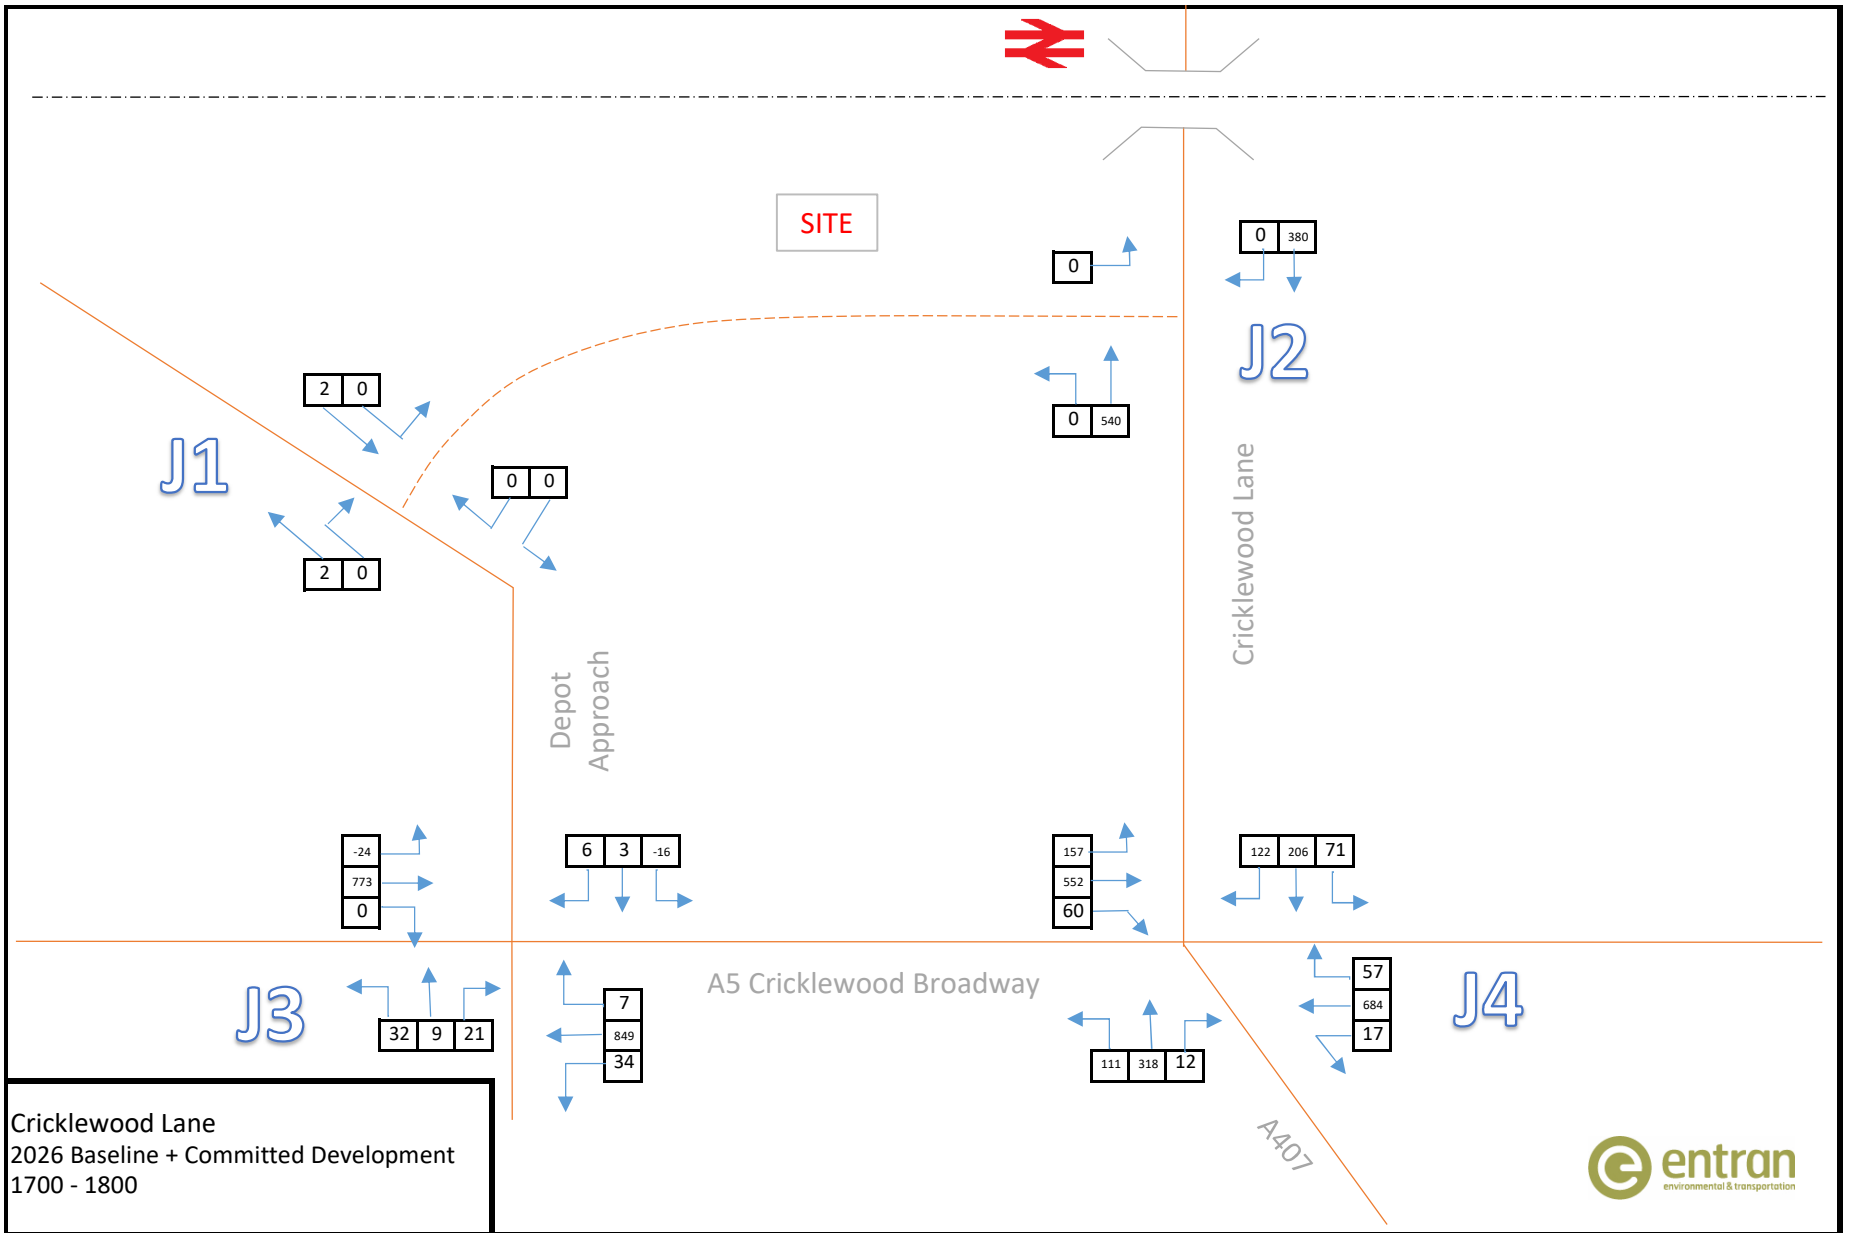 SITE
0
0 380
J2
2 0
0 540
J1
0 0
Cricklewood Lane
2 0
Depot
Approach
-24
773
0
6 3 -16
157
552
60
122 206 71
A5 Cricklewood Broadway
J3
32 9 21
7
849
34
111 318 12
57
684
17
J4
A407
Cricklewood Lane
2026 Baseline + Committed Development
1700 - 1800
entran
environmental & transportation